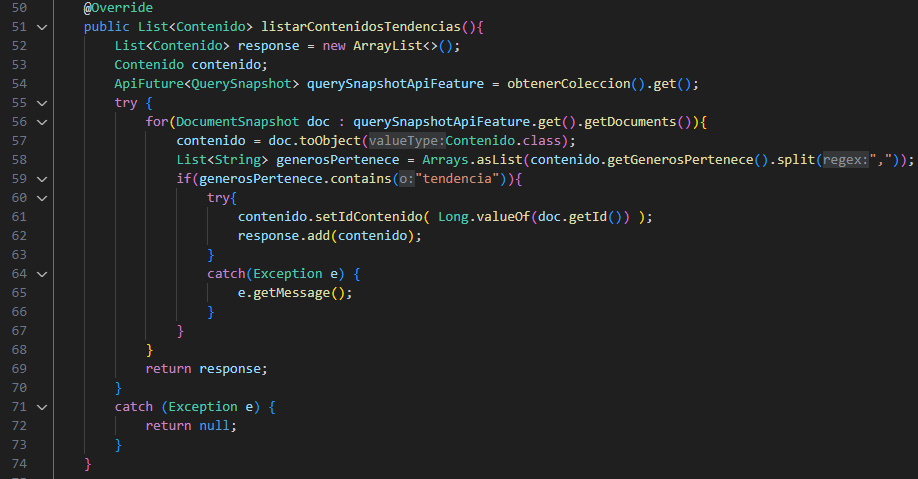 50 @Override
51 public List<Contenido> listarContenidosTendencias(){
52 List<Contenido> response = new ArrayList<>();
53 Contenido contenido;
54 ApiFuture<QuerySnapshot> querySnapshotApiFeature = obtenerColeccion().get();
55 try {
56 for(DocumentSnapshot doc : querySnapshotApiFeature.get().getDocuments()){
57 contenido = doc.toObject(valueType:Contenido.class);
58 List<String> generosPertenece = Arrays.asList(contenido.getGenerosPertenece().split(regex:","));
59 if(generosPertenece.contains(o:"tendencia")){
60 try{
61 contenido.setIdContenido( Long.valueOf(doc.getId()) );
62 response.add(contenido);
63 }
64 catch(Exception e) {
65 e.getMessage();
66 }
67 }
68 }
69 return response;
70 }
71 catch (Exception e) {
72 return null;
73 }
74 }